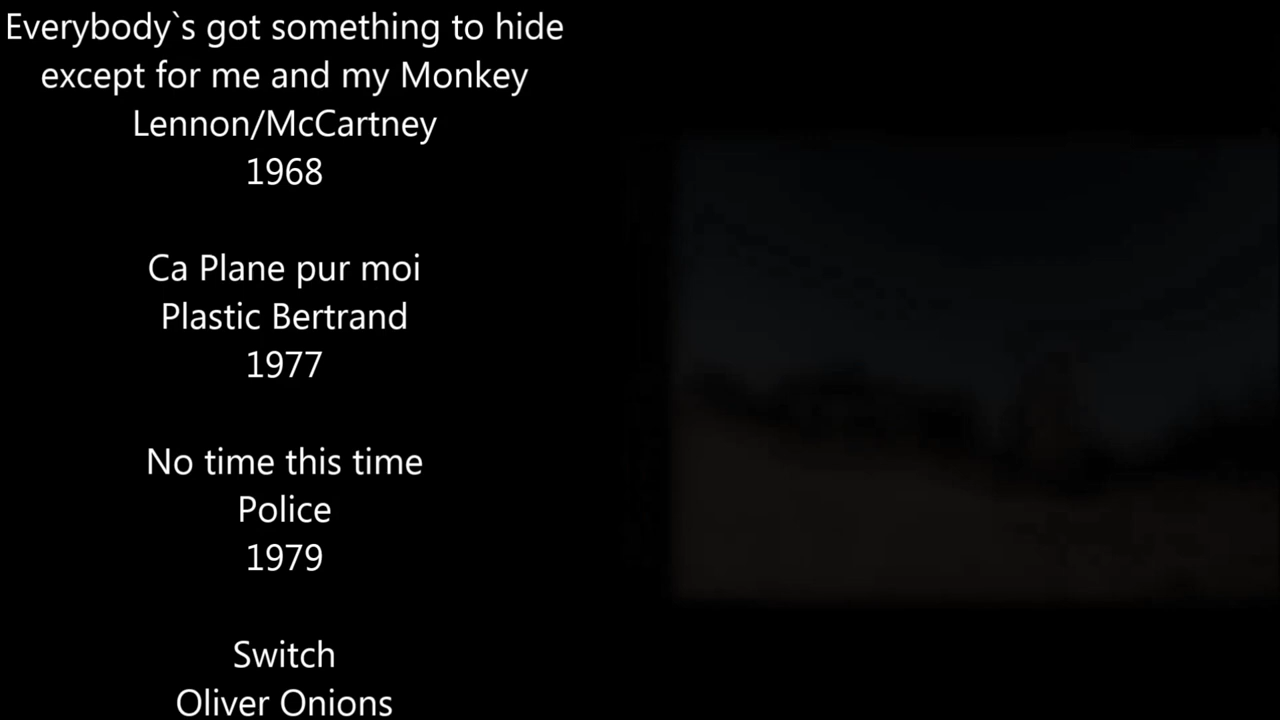 Everybody`s got something to hide
except for me and my Monkey
Lennon/McCartney
1968
Ca Plane pur moi
Plastic Bertrand
1977
No time this time
Police
1979
Switch
Oliver Onions